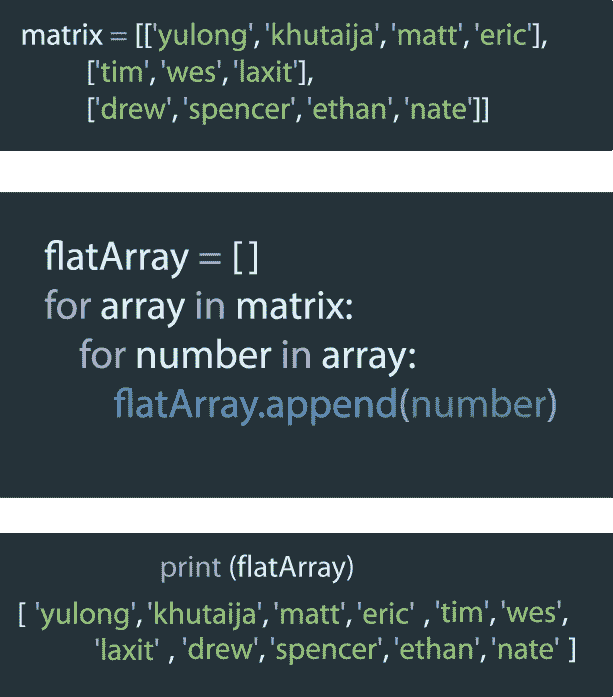 matrix = [['yulong','khutaija','matt','eric'],
['tim','wes','laxit'],
['drew','spencer','ethan','nate']]
flatArray = []
for array in matrix:
for number in array:
flatArray.append(number)
print (flatArray)
[ 'yulong','khutaija','matt','eric' ,'tim','wes',
'laxit' , 'drew','spencer','ethan','nate' ]